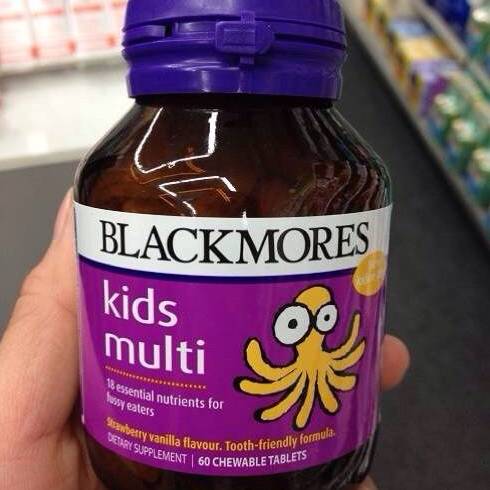 BLACKMORES
kids
multi
18 essential nutrients for
fussy eaters
Strawberry vanilla flavour. Tooth-friendly formula.
DIETARY SUPPLEMENT | 60 CHEWABLE TABLETS